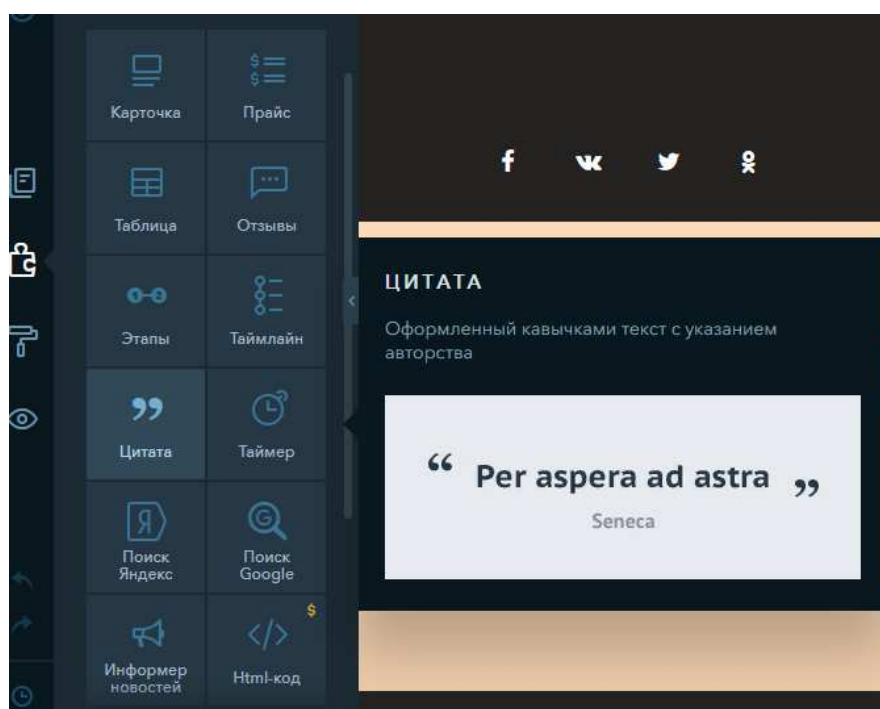 Карточка
Прайс
Таблица
Отзывы
Этапы
Таймлайн
Цитата
Таймер
Поиск
Яндекс
Поиск
Google
Информер
новостей
$
Html-код
ЦИТАТА
Оформленный кавычками текст с указанием
авторства
“ Per aspera ad astra ”
Seneca